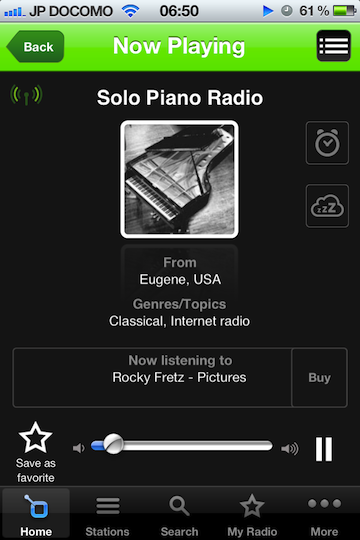 JP DOCOMO 06:50 61 %
Back Now Playing
Solo Piano Radio
zzZ
From
Eugene, USA
Genres/Topics
Classical, Internet radio
Now listening to
Rocky Fretz - Pictures
Buy
Save as
favorite
Home Stations Search My Radio More